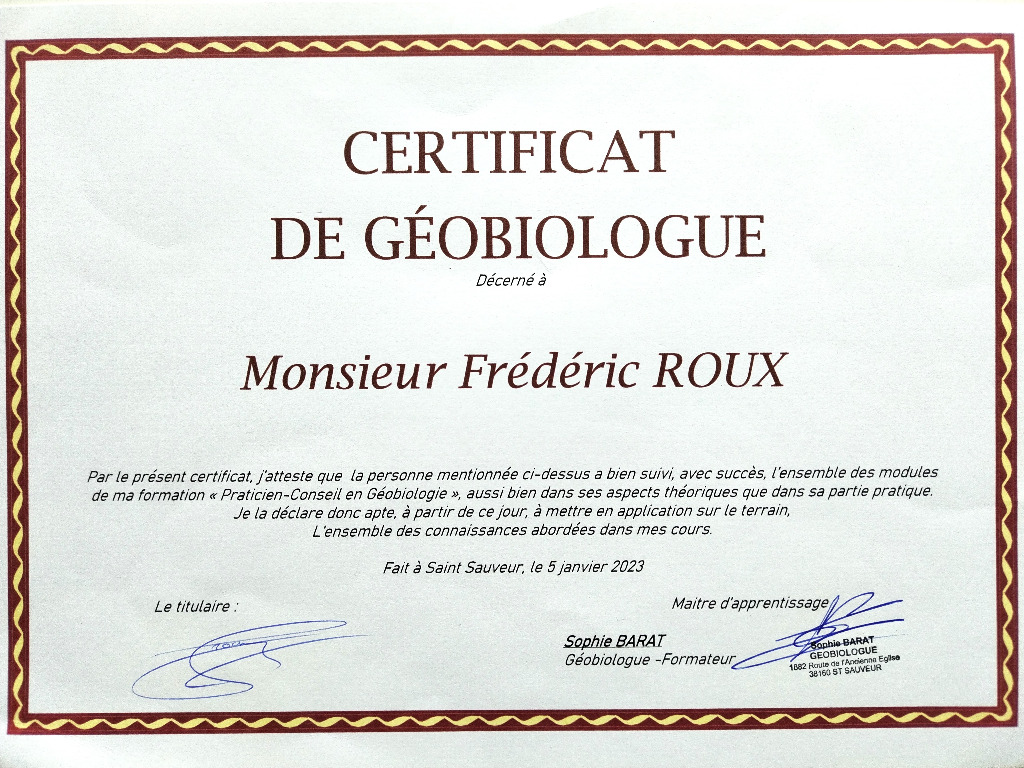 CERTIFICAT
DE GÉOBIOLOGUE
Décerné à
Monsieur Frédéric ROUX
Par le présent certificat, j'atteste que la personne mentionnée ci-dessus a bien suivi, avec succès, l'ensemble des modules
de ma formation « Praticien-Conseil en Géobiologie », aussi bien dans ses aspects théoriques que dans sa partie pratique.
Je la déclare donc apte, à partir de ce jour, à mettre en application sur le terrain,
L'ensemble des connaissances abordées dans mes cours.
Fait à Saint Sauveur, le 5 janvier 2023
Le titulaire :
Maitre d'apprentissage
Sophie BARAT
Géobiologue -Formateur
Sophie BARAT
GEOBIOLOGUE
1882 Route de l'Ancienne Eglise
38160 ST SAUVEUR